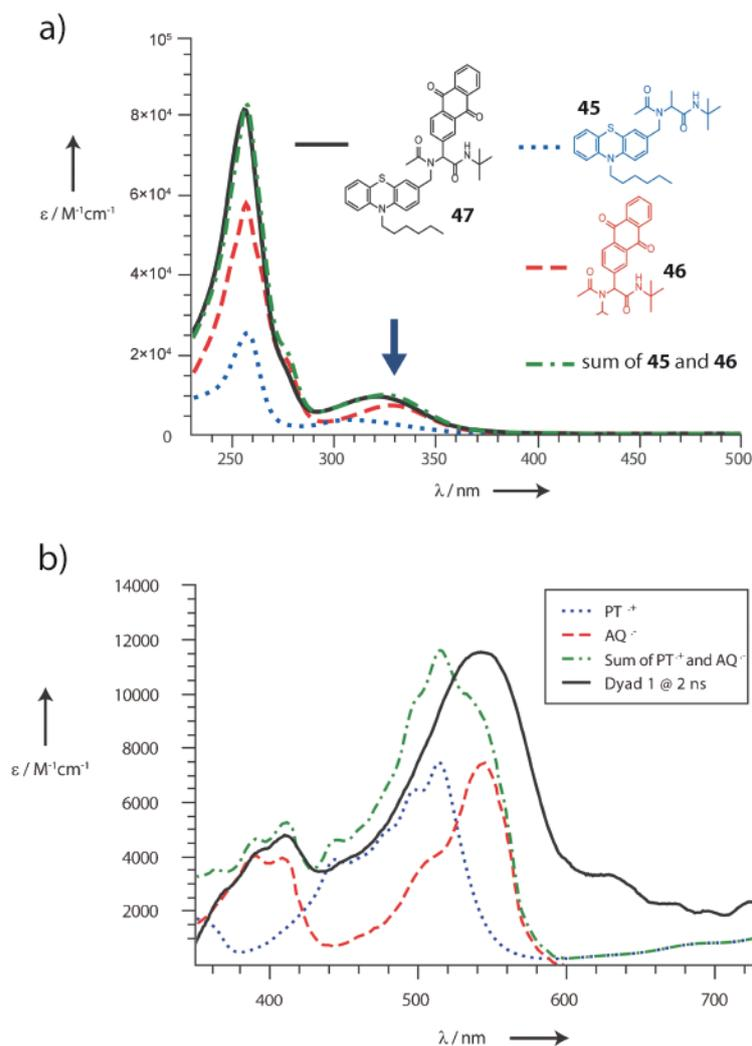 a)
10⁵
8×10⁴
6×10⁴
4×10⁴
2×10⁴
0
ε / M⁻¹cm⁻¹
250
300
350
400
450
500
λ / nm
O
O
O
H
N
N
O
S
N
47
45
O
H
N
N
O
S
N
O
O
46
O
H
N
N
O
sum of 45 and 46
b)
14000
12000
10000
8000
6000
4000
2000
ε / M⁻¹cm⁻¹
PT ·+
AQ ·-
Sum of PT·+ and AQ·-
Dyad 1 @ 2 ns
400
500
600
700
λ / nm